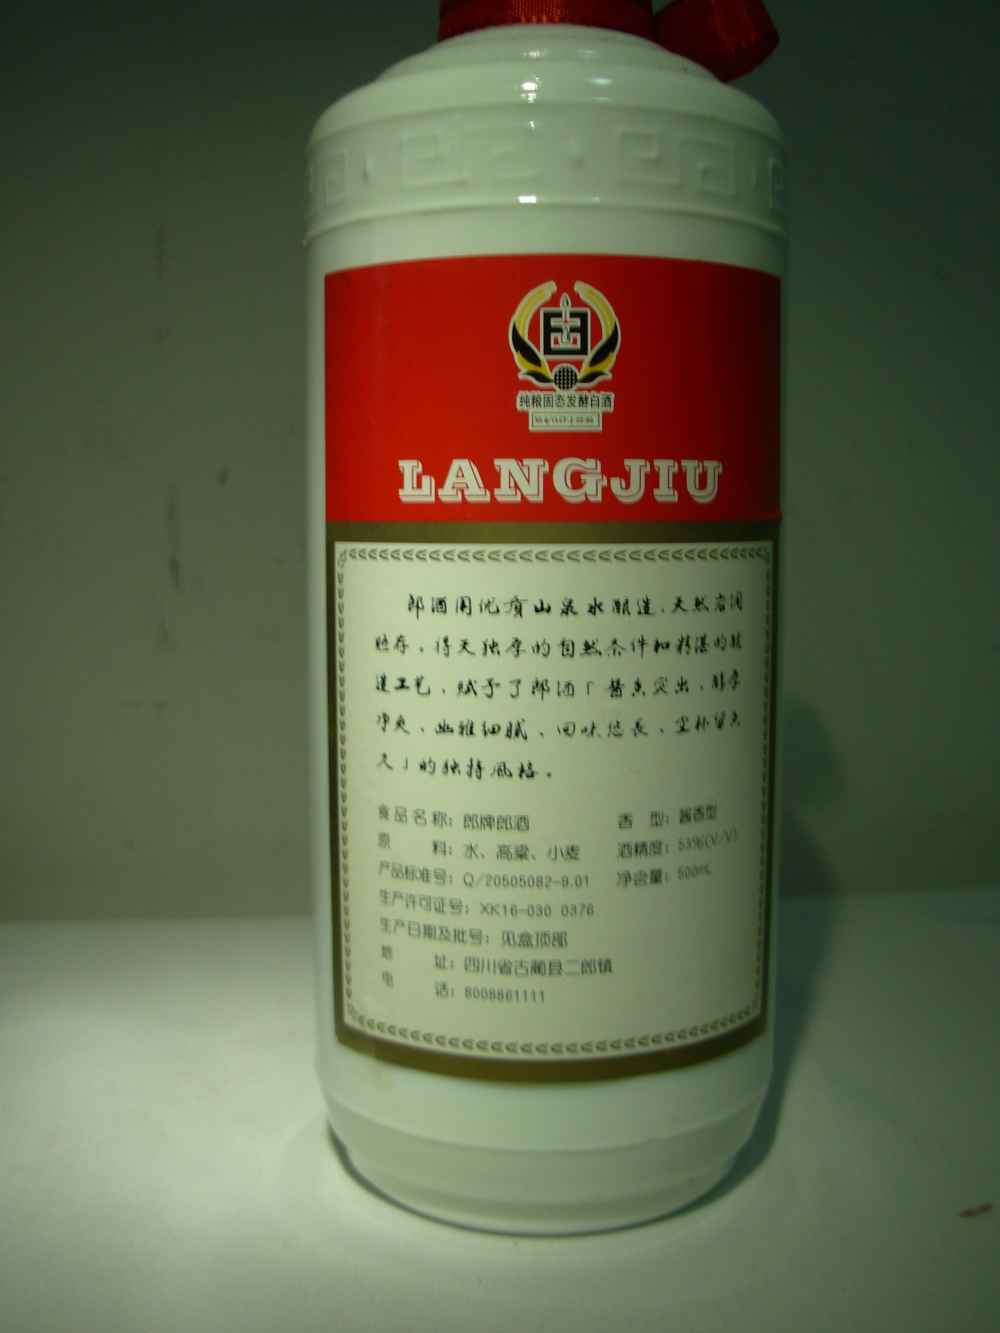 纯粮固态发酵白酒
LANGJIU
郎酒用优质山泉水酿造、天然岩洞
贮存。得天独厚的自然条件和精湛的酿
造工艺、赋予了郎酒「酱香突出、醇厚
净爽、幽雅细腻、回味悠长、空杯留香
久」的独特风格。
食品名称：郎牌郎酒 香 型：酱香型
原 料：水、高粱、小麦 酒精度：53%(V/V)
产品标准号：Q/20505082-9.01 净含量：500mL
生产许可证号：XK16-030 0376
生产日期及批号：见盒顶部
地 址：四川省古蔺县二郎镇
电 话：8008861111